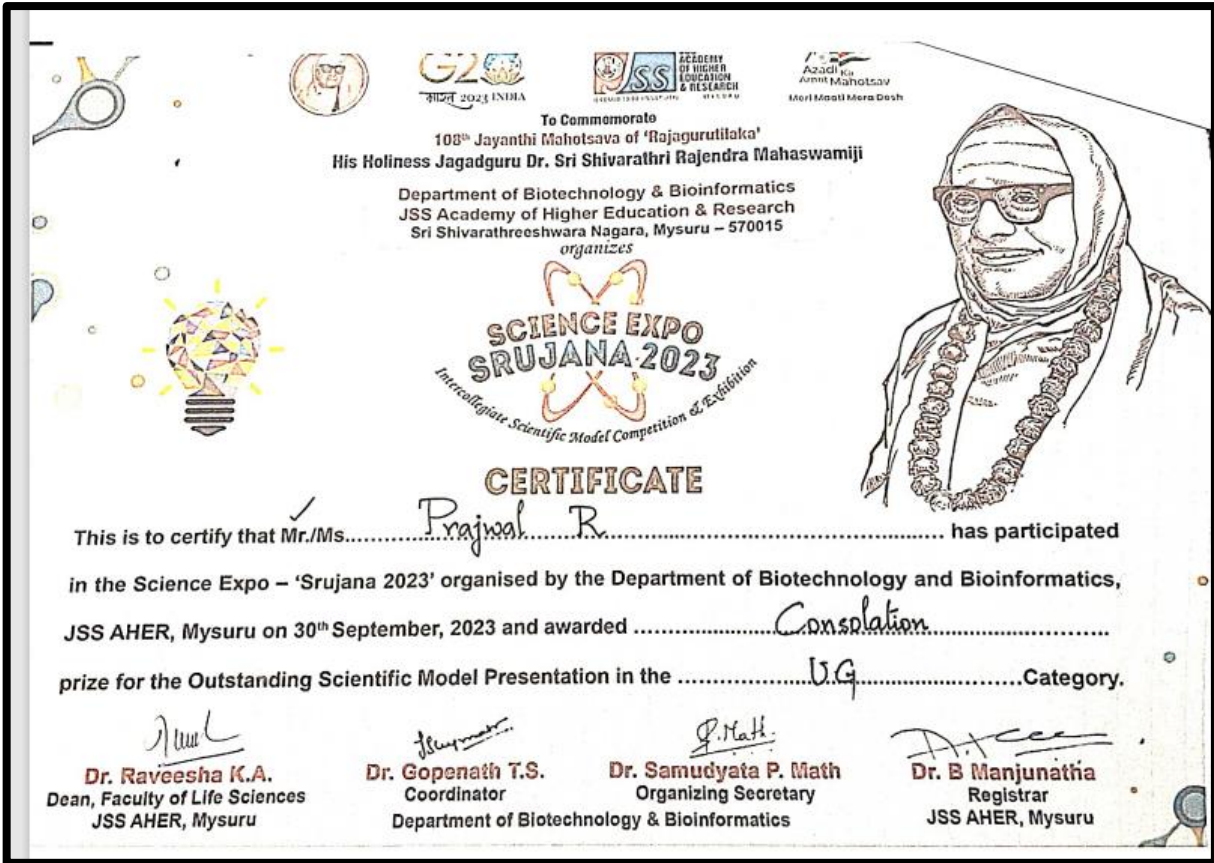 G20
भारत 2023 INDIA
JSS
ACADEMY
OF HIGHER
EDUCATION
& RESEARCH
Azadi Ka
Amrit Mahotsav
Meri Maati Mera Desh
To Commemorate
108th Jayanthi Mahotsava of 'Rajagurutilaka'
His Holiness Jagadguru Dr. Sri Shivarathri Rajendra Mahaswamiji
Department of Biotechnology & Bioinformatics
JSS Academy of Higher Education & Research
Sri Shivarathreeshwara Nagara, Mysuru – 570015
organizes
SCIENCE EXPO
SRUJANA 2023
Intercollegiate Scientific Model Competition & Exhibition
CERTIFICATE
This is to certify that Mr./Ms. Prajwal R has participated
in the Science Expo – 'Srujana 2023' organised by the Department of Biotechnology and Bioinformatics,
JSS AHER, Mysuru on 30th September, 2023 and awarded Consolation
prize for the Outstanding Scientific Model Presentation in the UG Category.
P. Math
Dr. Raveesha K.A. Dr. Gopenath T.S. Dr. Samudyata P. Math Dr. B Manjunatha
Dean, Faculty of Life Sciences Coordinator Organizing Secretary Registrar
JSS AHER, Mysuru Department of Biotechnology & Bioinformatics JSS AHER, Mysuru